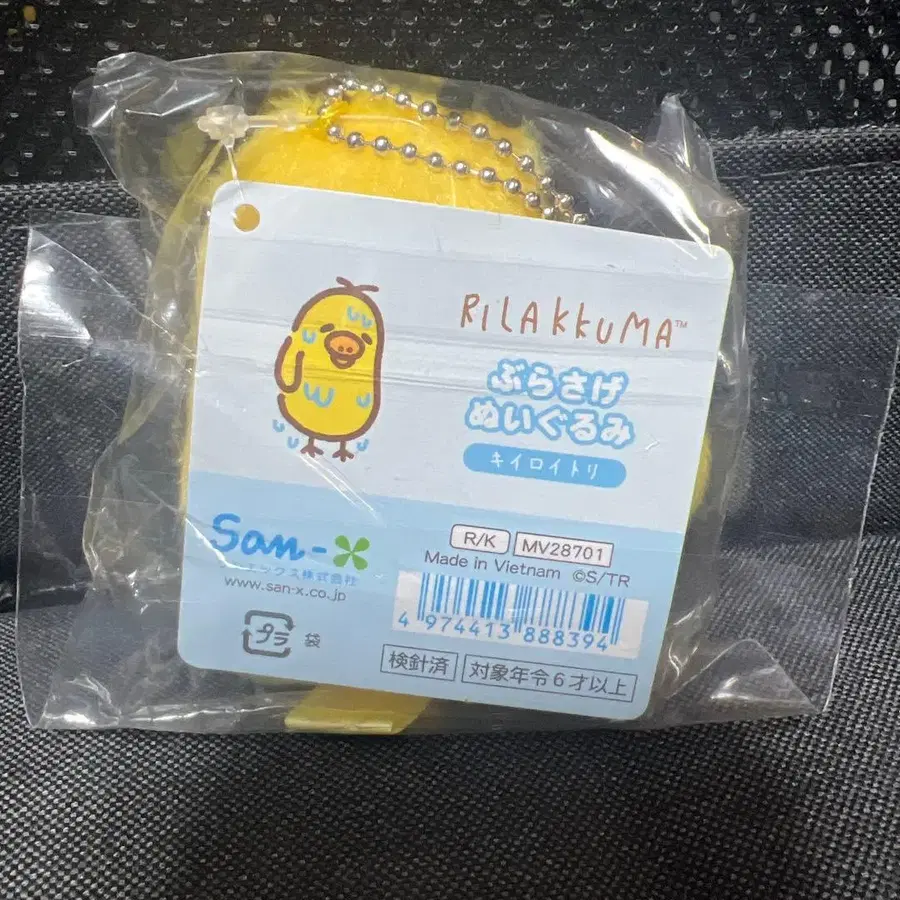 RiLAKKUMA™
ぶらさげ
ぬいぐるみ
キイロイトリ
San-X
エックス株式会社
www.san-x.co.jp
R/K MV28701
Made in Vietnam ©S/TR
4 974413 888394
プラ 袋
検針済 対象年令6才以上